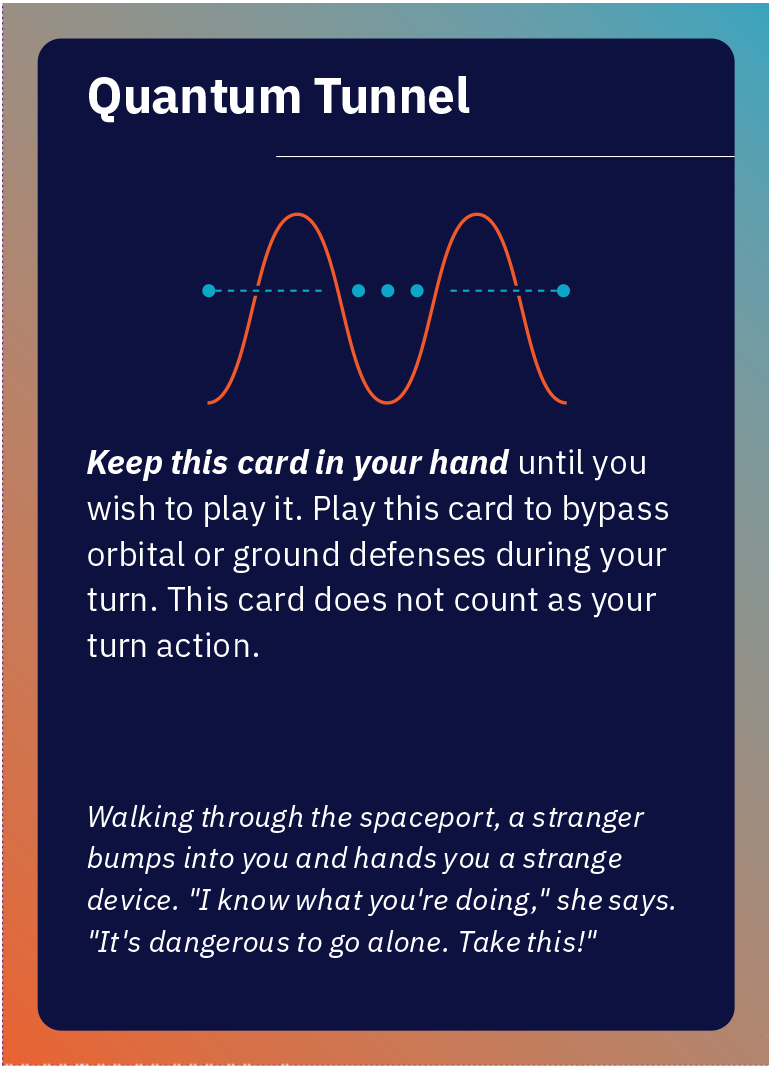 Quantum Tunnel
Keep this card in your hand until you
wish to play it. Play this card to bypass
orbital or ground defenses during your
turn. This card does not count as your
turn action.
Walking through the spaceport, a stranger
bumps into you and hands you a strange
device. "I know what you're doing," she says.
"It's dangerous to go alone. Take this!"